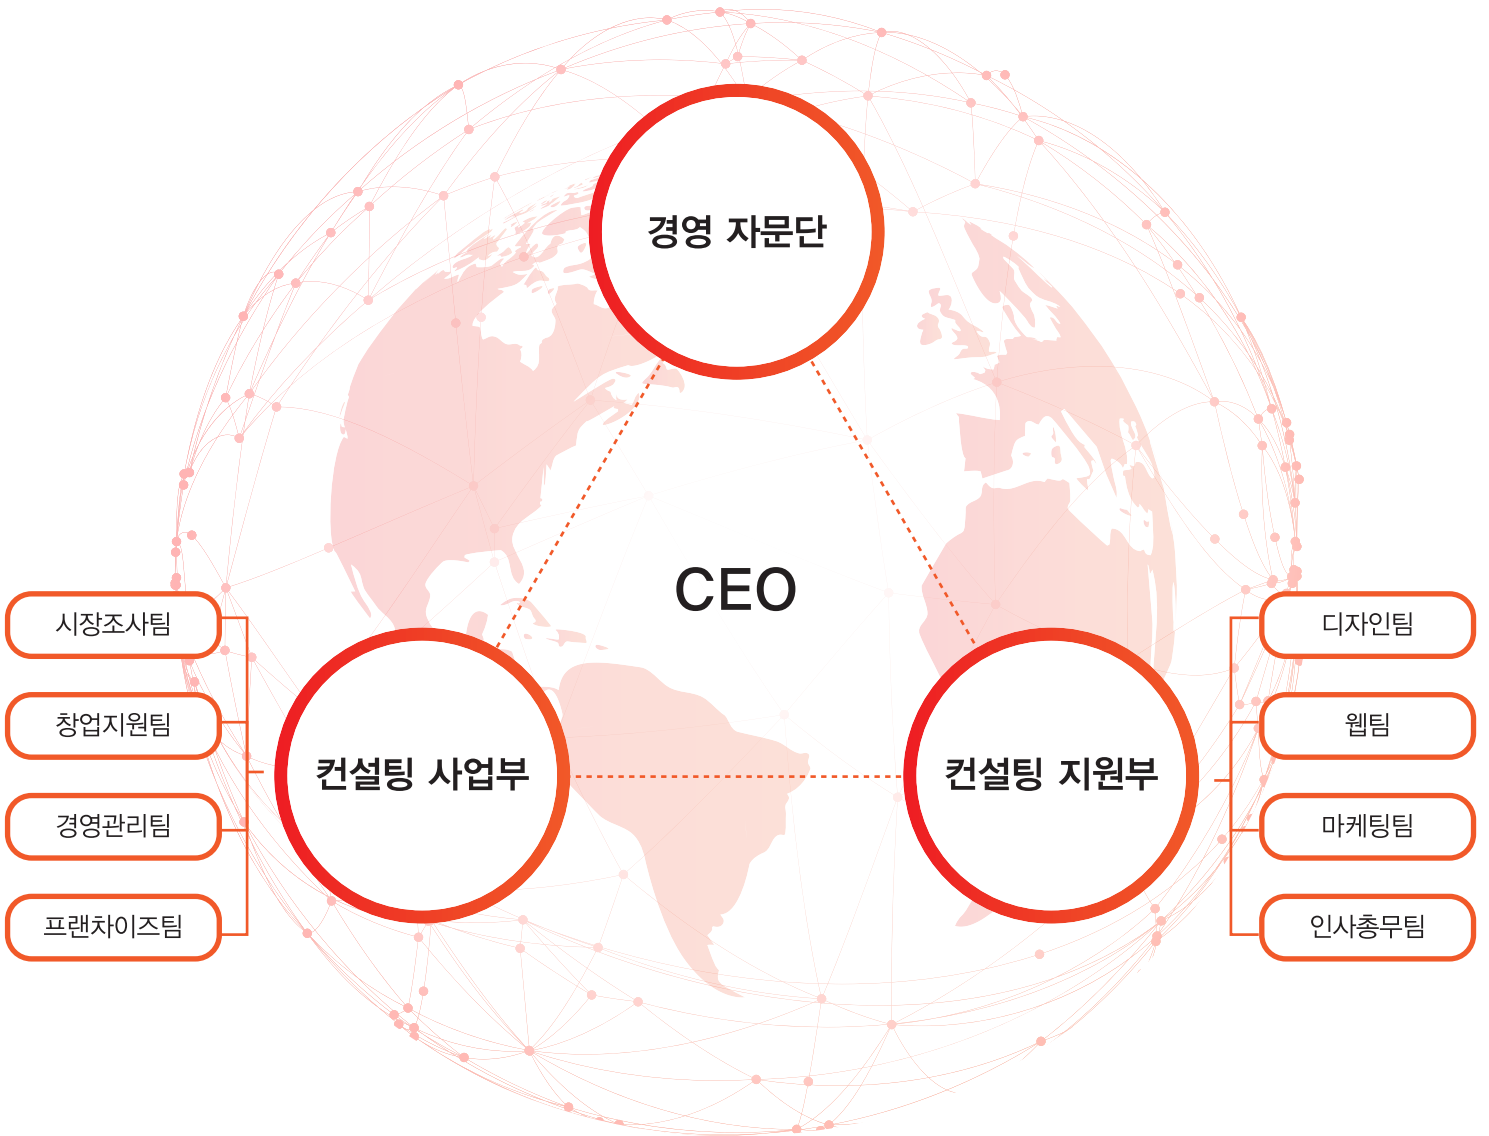 경영 자문단
CEO
컨설팅 사업부
시장조사팀
창업지원팀
경영관리팀
프랜차이즈팀
컨설팅 지원부
디자인팀
웹팀
마케팅팀
인사총무팀